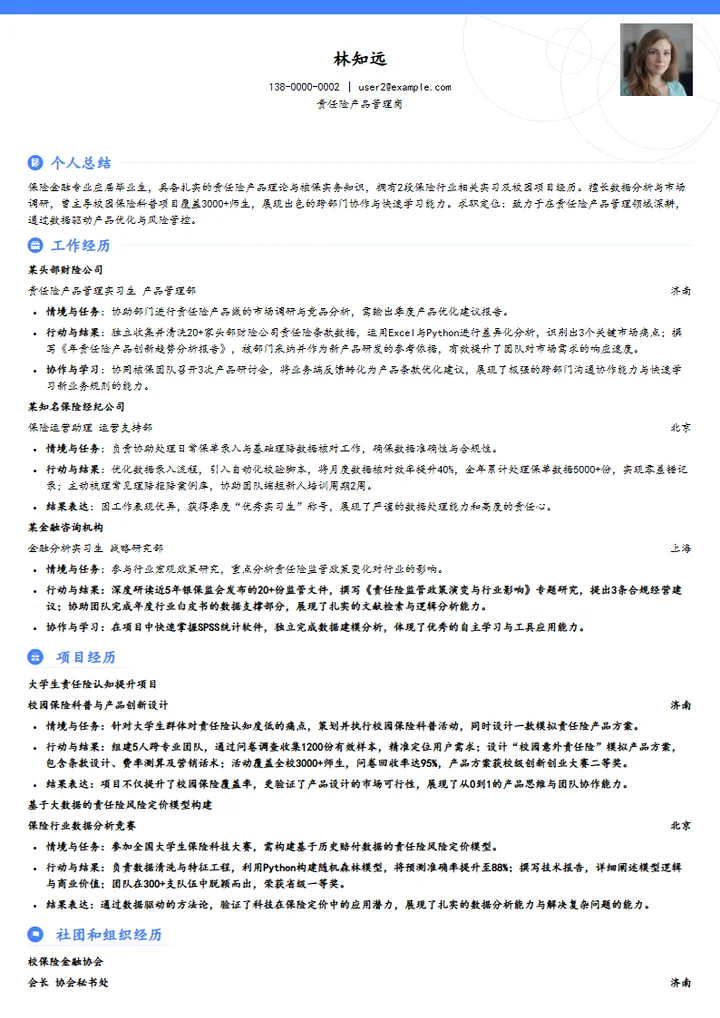 林知远
138-0000-0002 | user2@example.com
责任险产品管理岗
个人总结
保险金融专业应届毕业生，具备扎实的责任险产品理论与核保实务知识，拥有2段保险行业相关实习及校园项目经历。擅长数据分析与市场
调研，曾主导校园保险科普项目覆盖3000+师生，展现出色的跨部门协作与快速学习能力。求职定位：致力于在责任险产品管理领域深耕，
通过数据驱动产品优化与风险管控。
工作经历
某头部财险公司
责任险产品管理实习生 产品管理部 济南
• 情境与任务：协助部门进行责任险产品线的市场调研与竞品分析，需输出季度产品优化建议报告。
• 行动与结果：独立收集并清洗20+家头部财险公司责任险条款数据，运用Excel与Python进行差异化分析，识别出3个关键市场痛点；撰
写《年责任险产品创新趋势分析报告》，被部门采纳并作为新产品研发的参考依据，有效提升了团队对市场需求的响应速度。
• 协作与学习：协同核保团队召开3次产品研讨会，将业务端反馈转化为产品条款优化建议，展现了极强的跨部门沟通协作能力与快速学
习新业务规则的能力。
某知名保险经纪公司
保险运营助理 运营支持部 北京
• 情境与任务：负责协助处理日常保单录入与基础理赔数据核对工作，确保数据准确性与合规性。
• 行动与结果：优化数据录入流程，引入自动化校验脚本，将月度数据核对效率提升40%，全年累计处理保单数据5000+份，实现零差错记
录；主动梳理常见理赔报赔案例库，协助团队缩短新人培训周期2周。
• 结果表达：因工作表现优异，获得季度“优秀实习生”称号，展现了严谨的数据处理能力和高度的责任心。
某金融咨询机构
金融分析实习生 战略研究部 上海
• 情境与任务：参与行业宏观政策研究，重点分析责任险监管政策变化对行业的影响。
• 行动与结果：深度研读近5年银保监会发布的20+份监管文件，撰写《责任险监管政策演变与行业影响》专题研究，提出3条合规经营建
议；协助团队完成年度行业白皮书的数据支撑部分，展现了扎实的文献检索与逻辑分析能力。
• 协作与学习：在项目中快速掌握SPSS统计软件，独立完成数据建模分析，体现了优秀的自主学习与工具应用能力。
项目经历
大学生责任险认知提升项目
校园保险科普与产品创新设计 济南
• 情境与任务：针对大学生群体对责任险认知度低的痛点，策划并执行校园保险科普活动，同时设计一款模拟责任险产品方案。
• 行动与结果：组建5人跨专业团队，通过问卷调查收集1200份有效样本，精准定位用户需求；设计“校园意外责任险”模拟产品方案，
包含条款设计、费率测算及营销话术；活动覆盖全校3000+师生，问卷回收率达95%，产品方案获校级创新创业大赛二等奖。
• 结果表达：项目不仅提升了校园保险覆盖率，更验证了产品设计的市场可行性，展现了从0到1的产品思维与团队协作能力。
基于大数据的责任险风险定价模型构建
保险行业数据分析竞赛 北京
• 情境与任务：参加全国大学生保险科技大赛，需构建基于历史赔付数据的责任险风险定价模型。
• 行动与结果：负责数据清洗与特征工程，利用Python构建随机森林模型，将预测准确率提升至88%；撰写技术报告，详细阐述模型逻辑
与商业价值；团队在300+支队伍中脱颖而出，荣获省级一等奖。
• 结果表达：通过数据驱动的方法论，验证了科技在保险定价中的应用潜力，展现了扎实的数据分析能力与解决复杂问题的能力。
社团和组织经历
校保险金融协会
会长 协会秘书处 济南